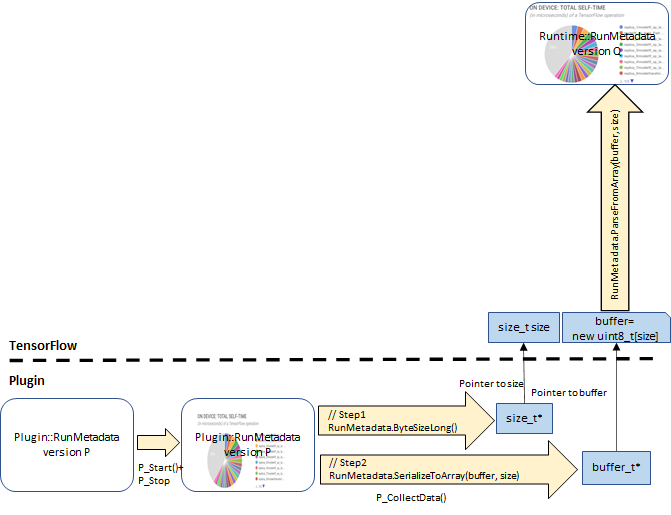 ON DEVICE: TOTAL SELF-TIME
(in microseconds) of a TensorFlow operation
Runtime::RunMetadata
version Q
RunMetadata.ParseFromArray(buffer,size)
size_t size
buffer=
new uint8_t[size]
TensorFlow
Plugin
Pointer to size
Pointer to buffer
Plugin::RunMetadata
version P
P_Start()+
P_Stop
ON DEVICE: TOTAL SELF-TIME
(in microseconds) of a TensorFlow operation
Plugin::RunMetadata
version P
// Step1
RunMetadata.ByteSizeLong()
size_t*
// Step2
RunMetadata.SerializeToArray(buffer, size)
buffer_t*
P_CollectData()